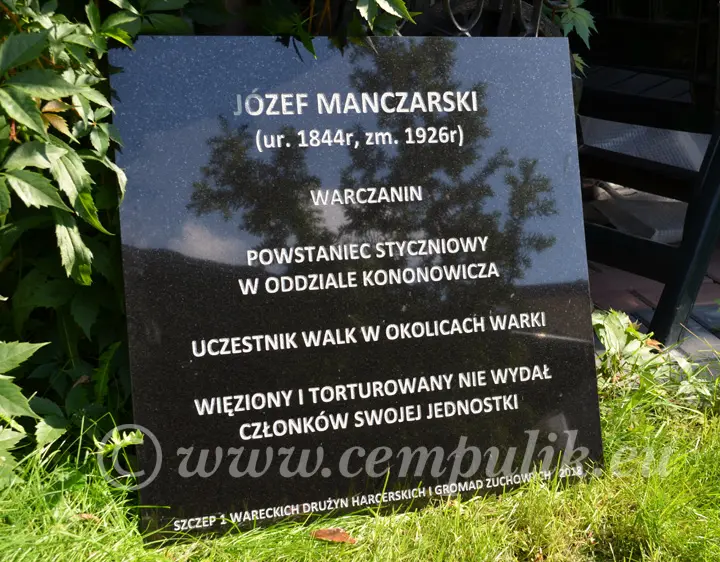 JÓZEF MANCZARSKI
(ur. 1844r, zm. 1926r)
WARCZANIN
POWSTANIEC STYCZNIOWY
W ODDZIALE KONONOWICZA
UCZESTNIK WALK W OKOLICACH WARKI
WIĘZIONY I TORTUROWANY NIE WYDAŁ
CZŁONKÓW SWOJEJ JEDNOSTKI
© www.cempulik.eu
SZCZEP 1 WARECKICH DRUŻYN HARCERSKICH I GROMAD ZUCHOWYCH 2018